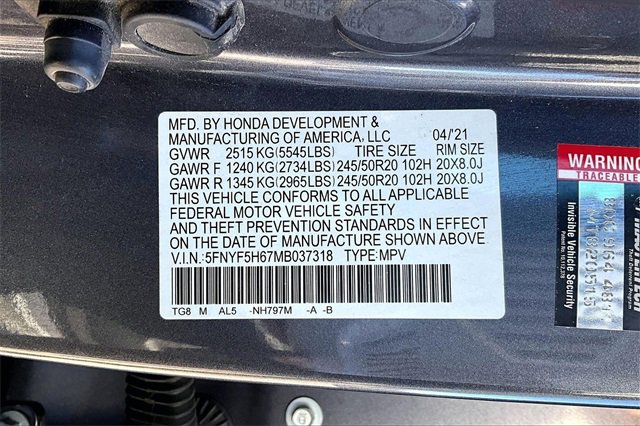 MFD. BY HONDA DEVELOPMENT &
MANUFACTURING OF AMERICA, LLC 04/'21
GVWR 2515 KG (5545LBS) TIRE SIZE RIM SIZE
GAWR F 1240 KG (2734LBS) 245/50R20 102H 20X8.0J
GAWR R 1345 KG (2965LBS) 245/50R20 102H 20X8.0J
THIS VEHICLE CONFORMS TO ALL APPLICABLE
FEDERAL MOTOR VEHICLE SAFETY
AND THEFT PREVENTION STANDARDS IN EFFECT
ON THE DATE OF MANUFACTURE SHOWN ABOVE
V.I.N.: 5FNYF5H67MB037318 TYPE: MPV
TG8 M AL5 -NH797M -A -B
WARNING
TRACEABLE
Invisible Vehicle Security